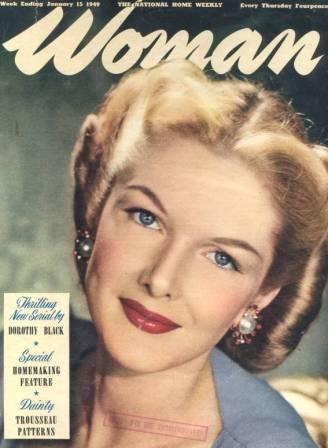 Week Ending January 15 1949 THE NATIONAL HOME WEEKLY Every Thursday Fourpence
Woman
Thrilling
New Serial by
DOROTHY BLACK
Special
HOMEMAKING
FEATURE
Dainty
TROUSSEAU
PATTERNS